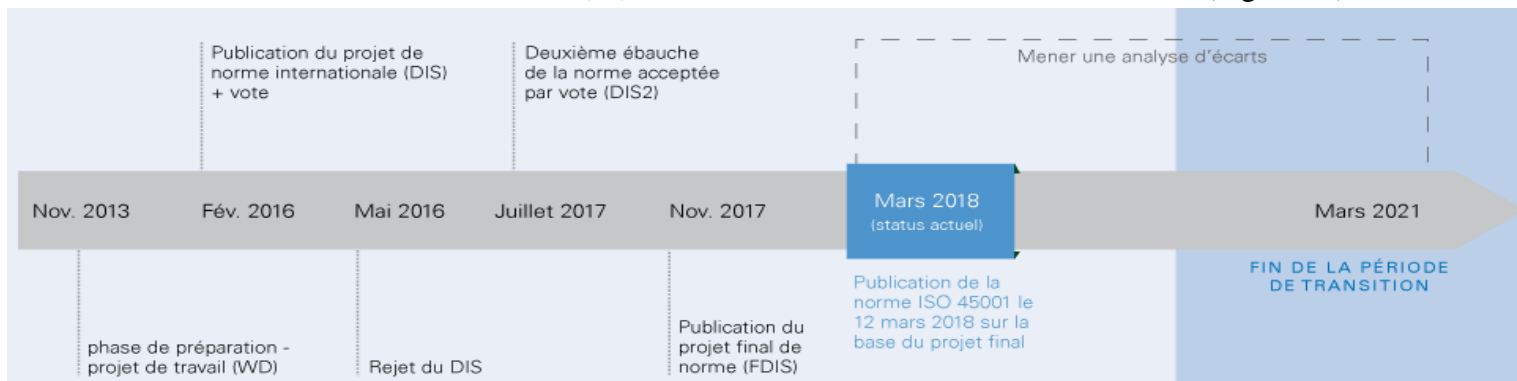 Publication du projet de
norme internationale (DIS)
+ vote
Deuxième ébauche
de la norme acceptée
par vote (DIS2)
Mener une analyse d'écarts
Nov. 2013
Fév. 2016
Mai 2016
Juillet 2017
Nov. 2017
Mars 2018
(status actuel)
Mars 2021
phase de préparation -
projet de travail (WD)
Rejet du DIS
Publication du
projet final de
norme (FDIS)
Publication de la
norme ISO 45001 le
12 mars 2018 sur la
base du projet final
FIN DE LA PÉRIODE
DE TRANSITION